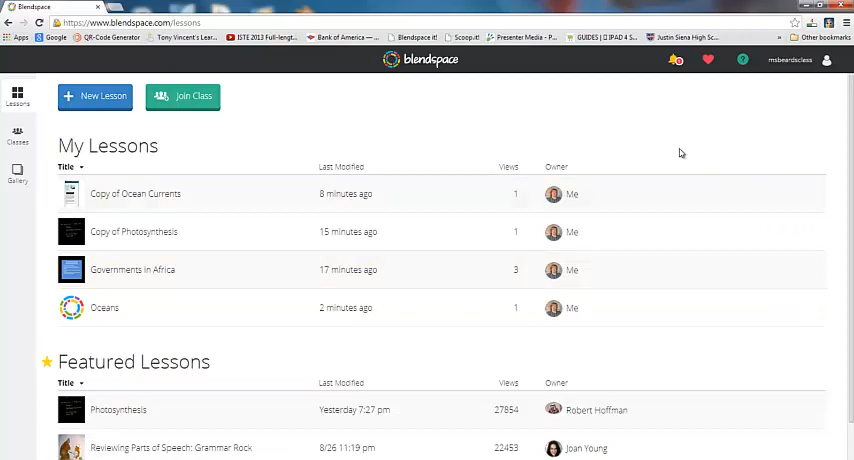 Blendspace
https://www.blendspace.com/lessons
Apps Google QR-Code Generator Tony Vincent's Lear... ISTE 2013 Full-lengt... Bank of America — ... Blendspace it! Scoop.it! Presenter Media - P... GUIDES | IPAD 4 S... Justin Siena High Sc... » Other bookmarks
blendspace
msbeardsclass
Lessons
Classes
Gallery
+ New Lesson
Join Class
My Lessons
Title Last Modified Views Owner
Copy of Ocean Currents 8 minutes ago 1 Me
Copy of Photosynthesis 15 minutes ago 1 Me
Governments in Africa 17 minutes ago 3 Me
Oceans 2 minutes ago 1 Me
Featured Lessons
Title Last Modified Views Owner
Photosynthesis Yesterday 7:27 pm 27854 Robert Hoffman
Reviewing Parts of Speech: Grammar Rock 8/26 11:19 pm 22453 Joan Young